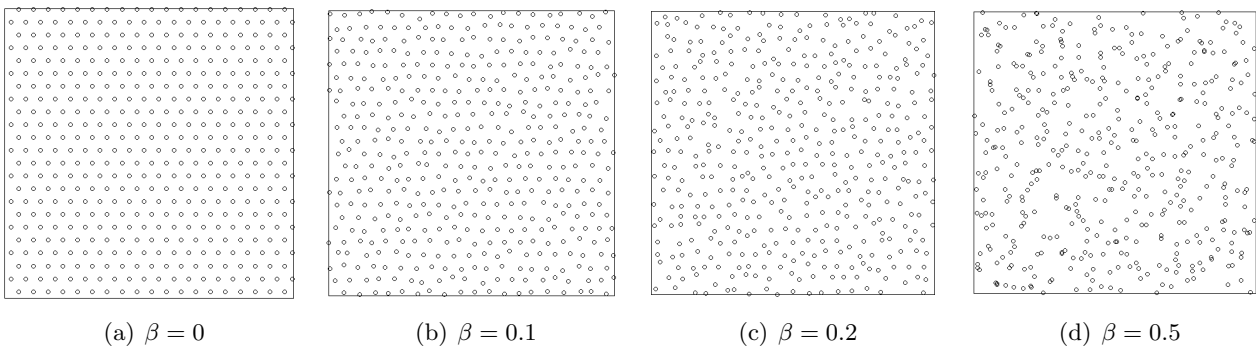 (a) β = 0
(b) β = 0.1
(c) β = 0.2
(d) β = 0.5